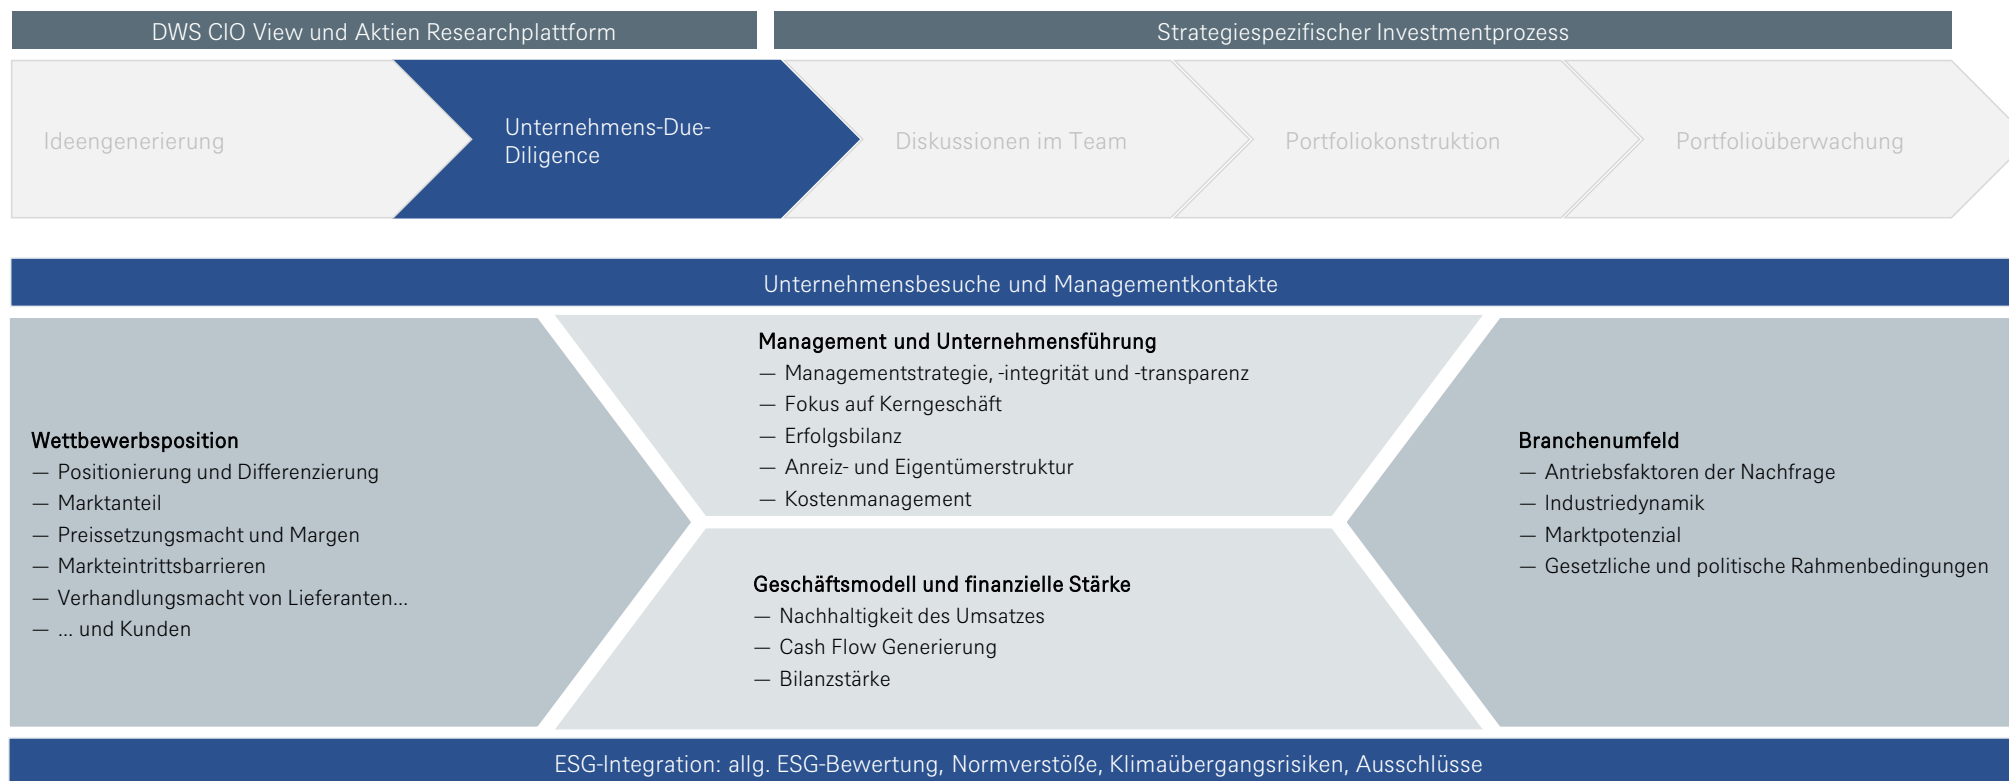 DWS CIO View und Aktien Researchplattform
Strategiespezifischer Investmentprozess
Ideengenerierung
Unternehmens-Due-
Diligence
Diskussionen im Team
Portfoliokonstruktion
Portfolioüberwachung
Unternehmensbesuche und Managementkontakte
Wettbewerbsposition
— Positionierung und Differenzierung
— Marktanteil
— Preissetzungsmacht und Margen
— Markteintrittsbarrieren
— Verhandlungsmacht von Lieferanten...
— ... und Kunden
Management und Unternehmensführung
— Managementstrategie, -integrität und -transparenz
— Fokus auf Kerngeschäft
— Erfolgsbilanz
— Anreiz- und Eigentümerstruktur
— Kostenmanagement
Geschäftsmodell und finanzielle Stärke
— Nachhaltigkeit des Umsatzes
— Cash Flow Generierung
— Bilanzstärke
Branchenumfeld
— Antriebsfaktoren der Nachfrage
— Industriedynamik
— Marktpotenzial
— Gesetzliche und politische Rahmenbedingungen
ESG-Integration: allg. ESG-Bewertung, Normverstöße, Klimaübergangsrisiken, Ausschlüsse